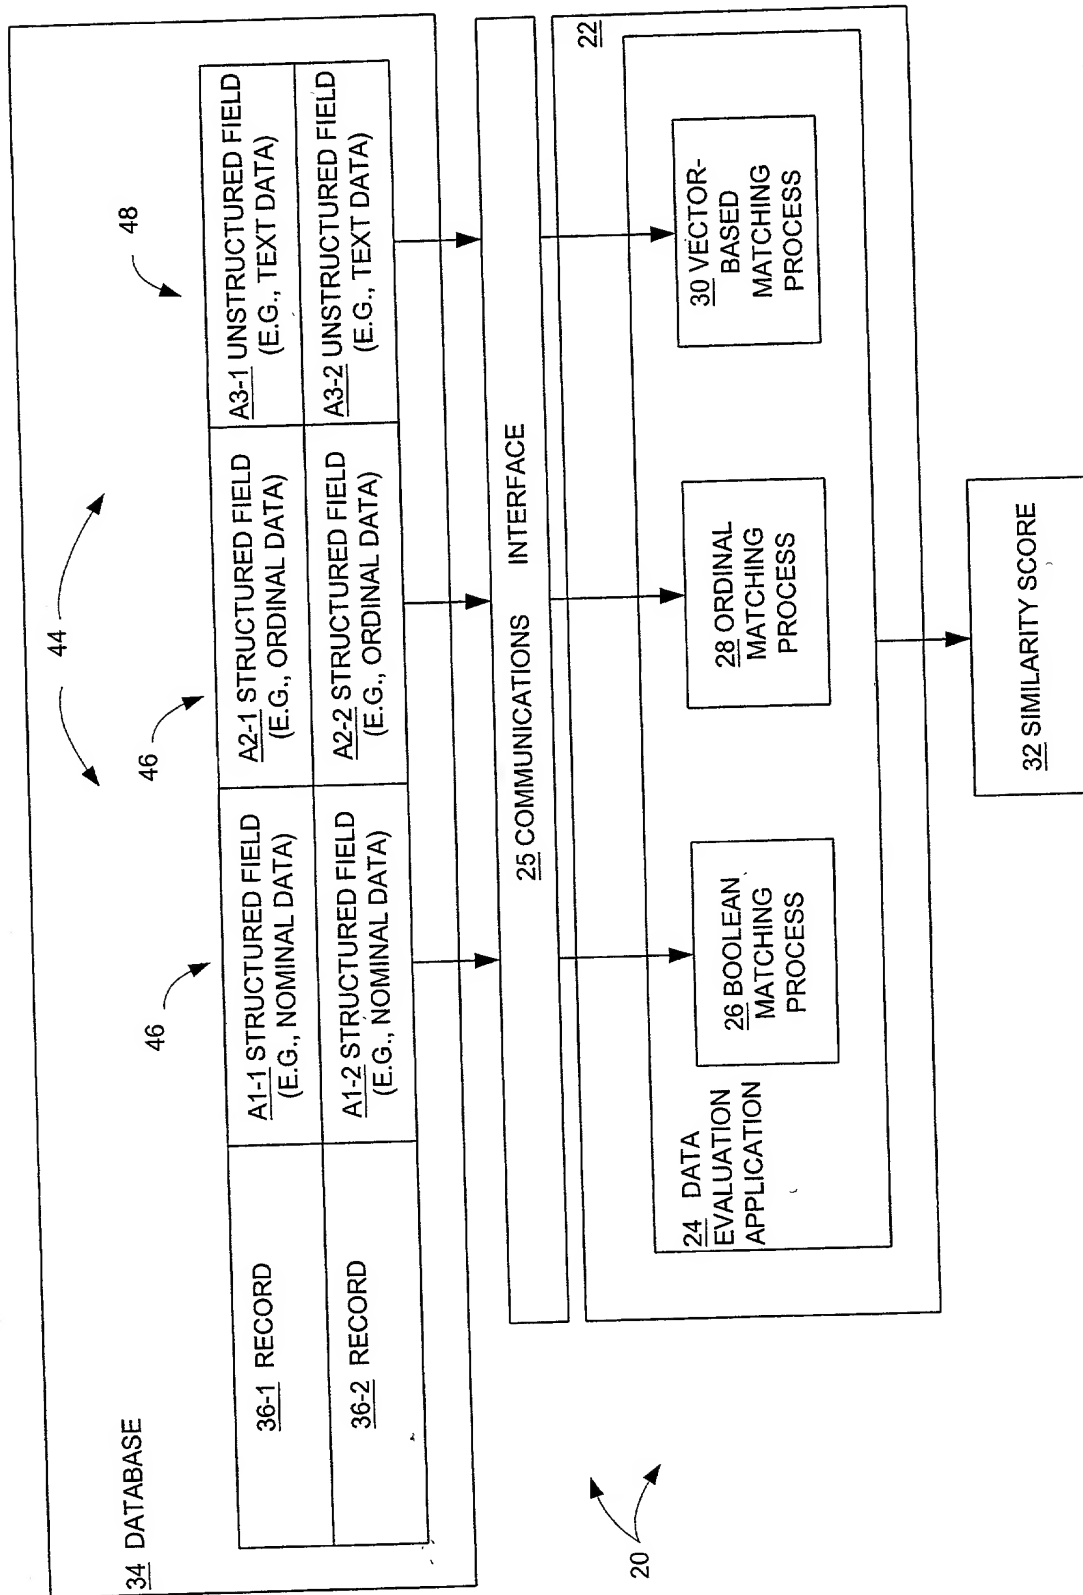 34 DATABASE
44
46
46
48
36-1 RECORD
A1-1 STRUCTURED FIELD
(E.G., NOMINAL DATA)
A2-1 STRUCTURED FIELD
(E.G., ORDINAL DATA)
A3-1 UNSTRUCTURED FIELD
(E.G., TEXT DATA)
36-2 RECORD
A1-2 STRUCTURED FIELD
(E.G., NOMINAL DATA)
A2-2 STRUCTURED FIELD
(E.G., ORDINAL DATA)
A3-2 UNSTRUCTURED FIELD
(E.G., TEXT DATA)
25 COMMUNICATIONS INTERFACE
20
22
24 DATA
EVALUATION
APPLICATION
26 BOOLEAN
MATCHING
PROCESS
28 ORDINAL
MATCHING
PROCESS
30 VECTOR-
BASED
MATCHING
PROCESS
32 SIMILARITY SCORE